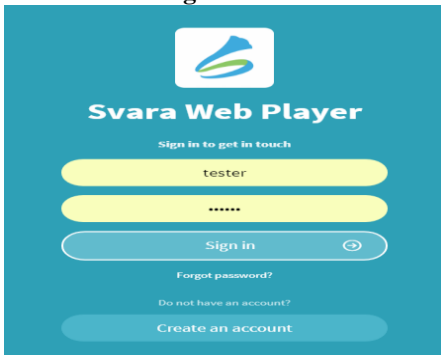 Svara Web Player
Sign in to get in touch
tester
••••••
Sign in
Forgot password?
Do not have an account?
Create an account